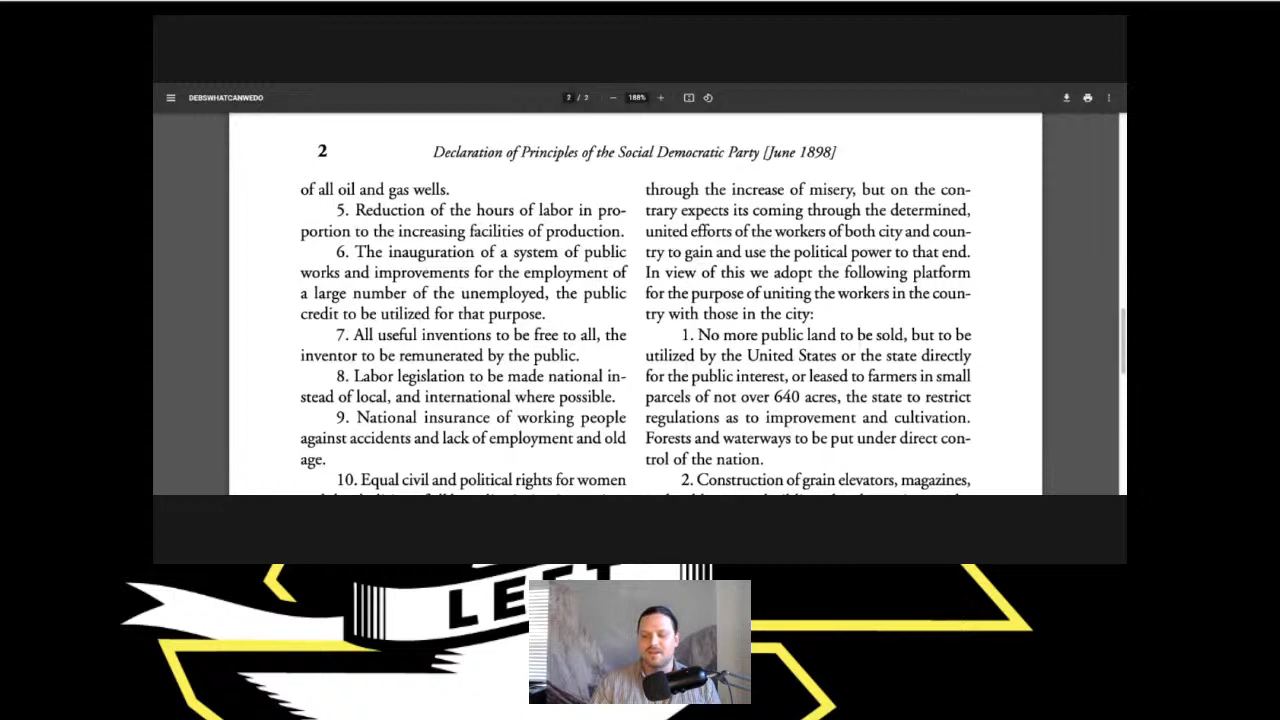 DEBSWHATCANWEDO
2 / 2
188%
2
Declaration of Principles of the Social Democratic Party [June 1898]
of all oil and gas wells.
5. Reduction of the hours of labor in pro-
portion to the increasing facilities of production.
6. The inauguration of a system of public
works and improvements for the employment of
a large number of the unemployed, the public
credit to be utilized for that purpose.
7. All useful inventions to be free to all, the
inventor to be remunerated by the public.
8. Labor legislation to be made national in-
stead of local, and international where possible.
9. National insurance of working people
against accidents and lack of employment and old
age.
10. Equal civil and political rights for women
through the increase of misery, but on the con-
trary expects its coming through the determined,
united efforts of the workers of both city and coun-
try to gain and use the political power to that end.
In view of this we adopt the following platform
for the purpose of uniting the workers in the coun-
try with those in the city:
1. No more public land to be sold, but to be
utilized by the United States or the state directly
for the public interest, or leased to farmers in small
parcels of not over 640 acres, the state to restrict
regulations as to improvement and cultivation.
Forests and waterways to be put under direct con-
trol of the nation.
2. Construction of grain elevators, magazines,
LEFT